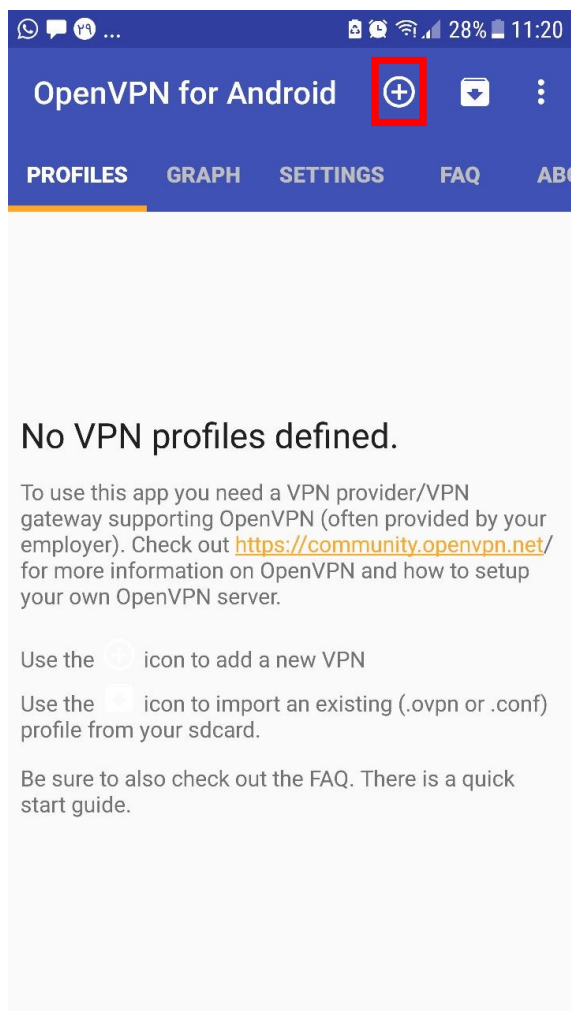 ۲۹ ... 28% 11:20
OpenVPN for Android
PROFILES GRAPH SETTINGS FAQ ABO
No VPN profiles defined.
To use this app you need a VPN provider/VPN
gateway supporting OpenVPN (often provided by your
employer). Check out https://community.openvpn.net/
for more information on OpenVPN and how to setup
your own OpenVPN server.
Use the icon to add a new VPN
Use the icon to import an existing (.ovpn or .conf)
profile from your sdcard.
Be sure to also check out the FAQ. There is a quick
start guide.